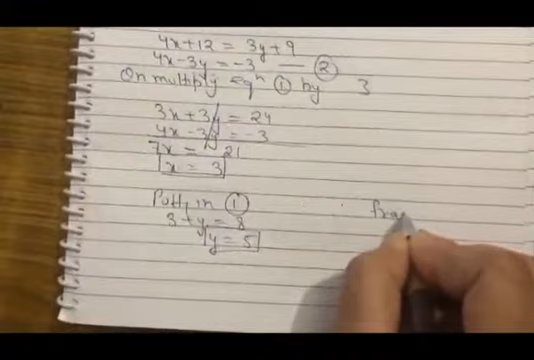 4x+12 = 3y+9
4x-3y = -3 — ②
On multiply eqⁿ ① by 3
3x+3y = 24
4x-3y = -3
7x = 21
x = 3
in ①
3+y = 8
y = 5